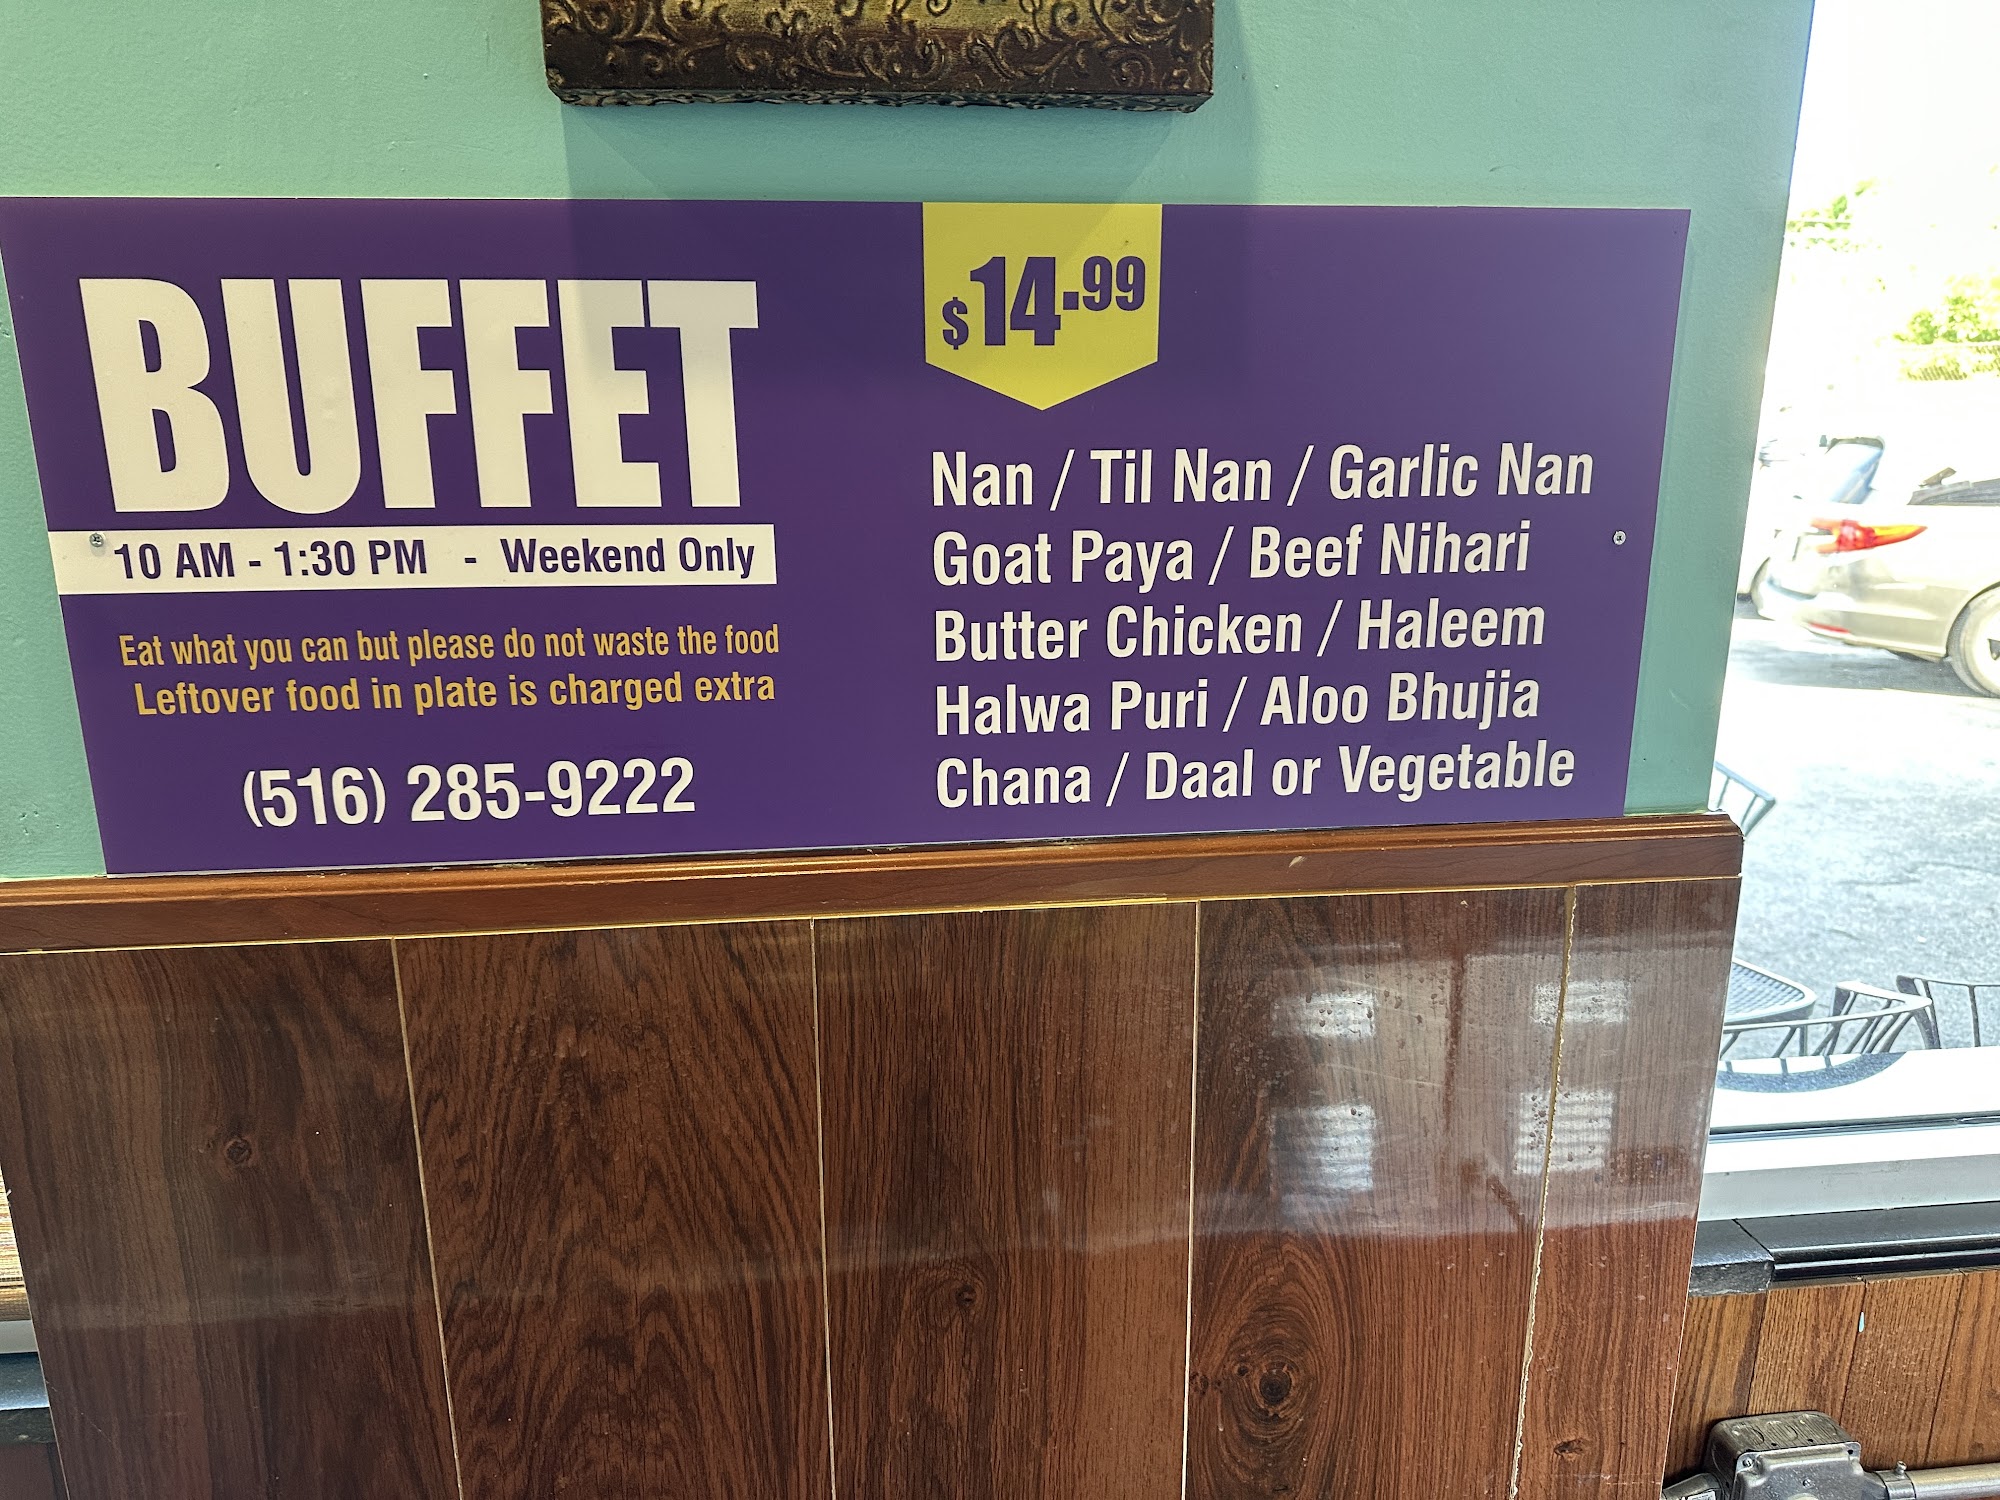 BUFFET
10 AM - 1:30 PM - Weekend Only
Eat what you can but please do not waste the food
Leftover food in plate is charged extra
(516) 285-9222
$14.99
Nan / Til Nan / Garlic Nan
Goat Paya / Beef Nihari
Butter Chicken / Haleem
Halwa Puri / Aloo Bhujia
Chana / Daal or Vegetable